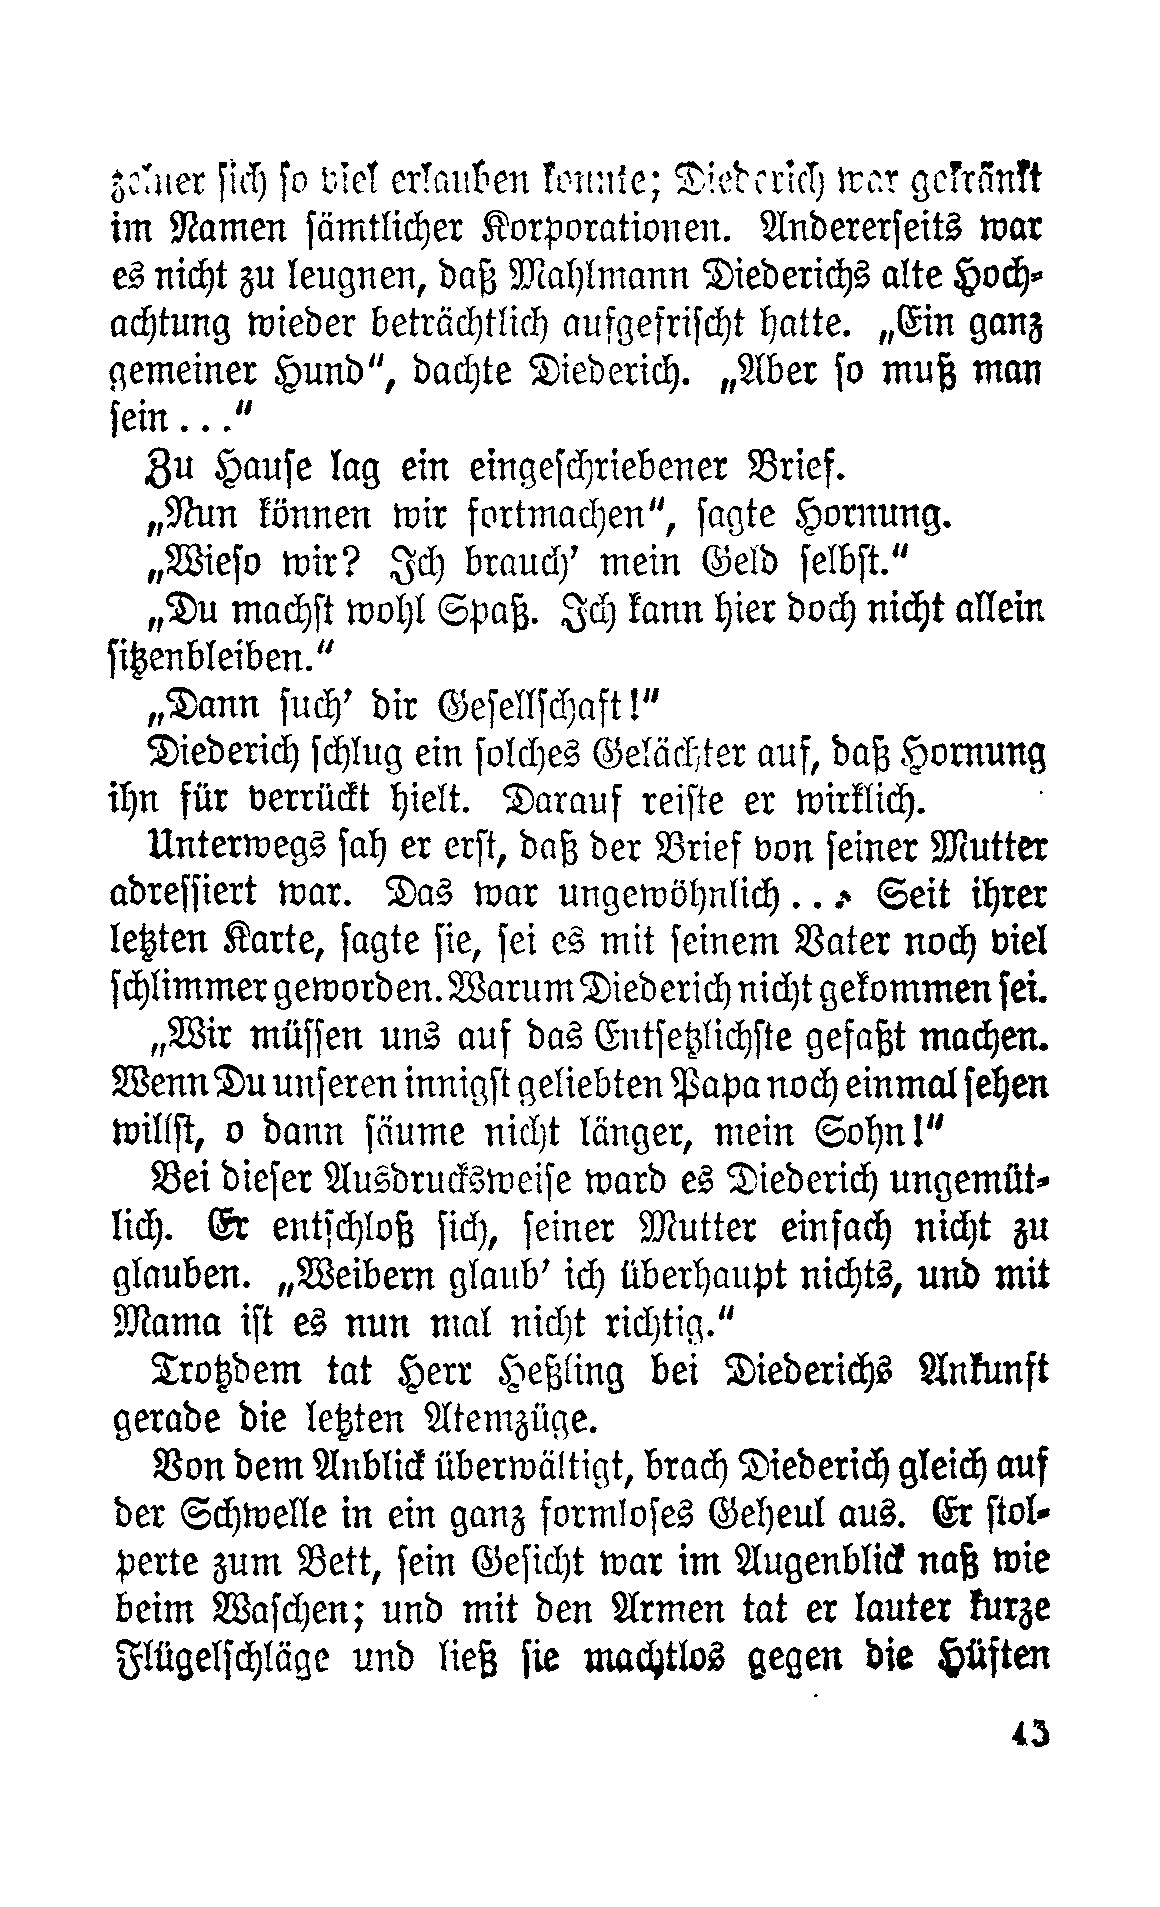 zelner sich so viel erlauben konnte; Diederich war gekränkt
im Namen sämtlicher Korporationen. Andererseits war
es nicht zu leugnen, daß Mahlmann Diederichs alte Hoch-
achtung wieder beträchtlich aufgefrischt hatte. „Ein ganz
gemeiner Hund“, dachte Diederich. „Aber so muß man
sein . . .“
Zu Hause lag ein eingeschriebener Brief.
„Nun können wir fortmachen“, sagte Hornung.
„Wieso wir? Ich brauch’ mein Geld selbst.“
„Du machst wohl Spaß. Ich kann hier doch nicht allein
sitzenbleiben.“
„Dann such’ dir Gesellschaft!“
Diederich schlug ein solches Gelächter auf, daß Hornung
ihn für verrückt hielt. Darauf reiste er wirklich.
Unterwegs sah er erst, daß der Brief von seiner Mutter
adressiert war. Das war ungewöhnlich . . . Seit ihrer
letzten Karte, sagte sie, sei es mit seinem Vater noch viel
schlimmer geworden. Warum Diederich nicht gekommen sei.
„Wir müssen uns auf das Entsetzlichste gefaßt machen.
Wenn Du unseren innigst geliebten Papa noch einmal sehen
willst, o dann säume nicht länger, mein Sohn!“
Bei dieser Ausdrucksweise ward es Diederich ungemüt-
lich. Er entschloß sich, seiner Mutter einfach nicht zu
glauben. „Weibern glaub’ ich überhaupt nichts, und mit
Mama ist es nun mal nicht richtig.“
Trotzdem tat Herr Heßling bei Diederichs Ankunft
gerade die letzten Atemzüge.
Von dem Anblick überwältigt, brach Diederich gleich auf
der Schwelle in ein ganz formloses Geheul aus. Er stol-
perte zum Bett, sein Gesicht war im Augenblick naß wie
beim Waschen; und mit den Armen tat er lauter kurze
Flügelschläge und ließ sie machtlos gegen die Hüften
43